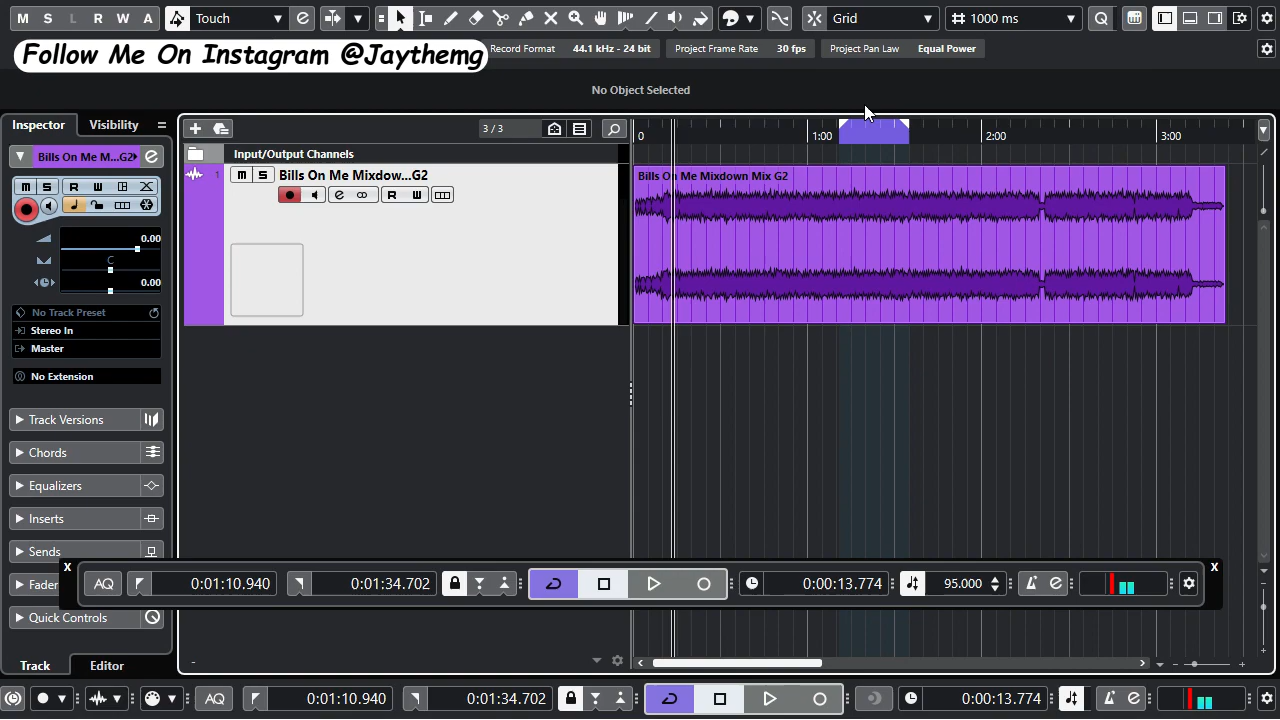 M S L R W A Touch Grid 1000 ms
Follow Me On Instagram @Jaythemg
Record Format 44.1 kHz - 24 bit Project Frame Rate 30 fps Project Pan Law Equal Power
No Object Selected
Inspector Visibility
3 / 3
0 1:00 2:00 3:00
Bills On Me M...G2
Input/Output Channels
1 M S Bills On Me Mixdow...G2
R W
Bills On Me Mixdown Mix G2
M S R W
0.00
C
0.00
No Track Preset
Stereo In
Master
No Extension
Track Versions
Chords
Equalizers
Inserts
Sends
Fader
Quick Controls
X X
AQ 0:01:10.940 0:01:34.702 0:00:13.774 95.000
Track Editor
AQ 0:01:10.940 0:01:34.702 0:00:13.774